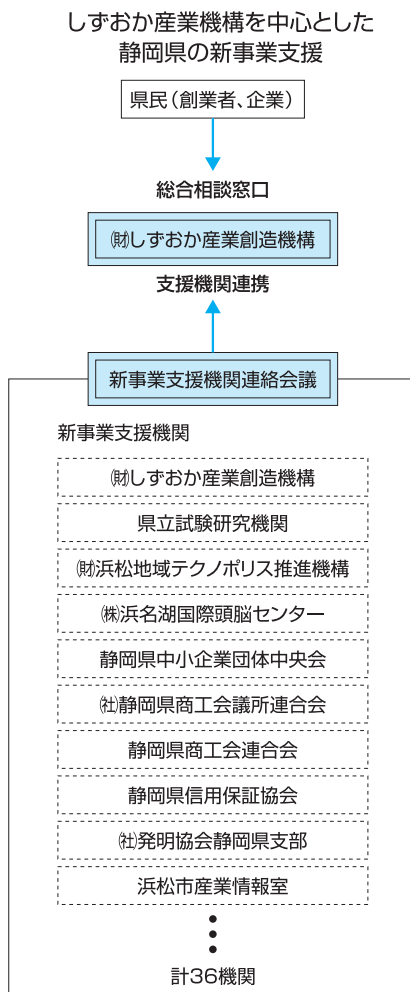 しずおか産業機構を中心とした
静岡県の新事業支援
県民(創業者、企業)
総合相談窓口
㈶しずおか産業創造機構
支援機関連携
新事業支援機関連絡会議
新事業支援機関
㈶しずおか産業創造機構
県立試験研究機関
㈶浜松地域テクノポリス推進機構
㈱浜名湖国際頭脳センター
静岡県中小企業団体中央会
㈳静岡県商工会議所連合会
静岡県商工会連合会
静岡県信用保証協会
㈳発明協会静岡県支部
浜松市産業情報室
計36機関